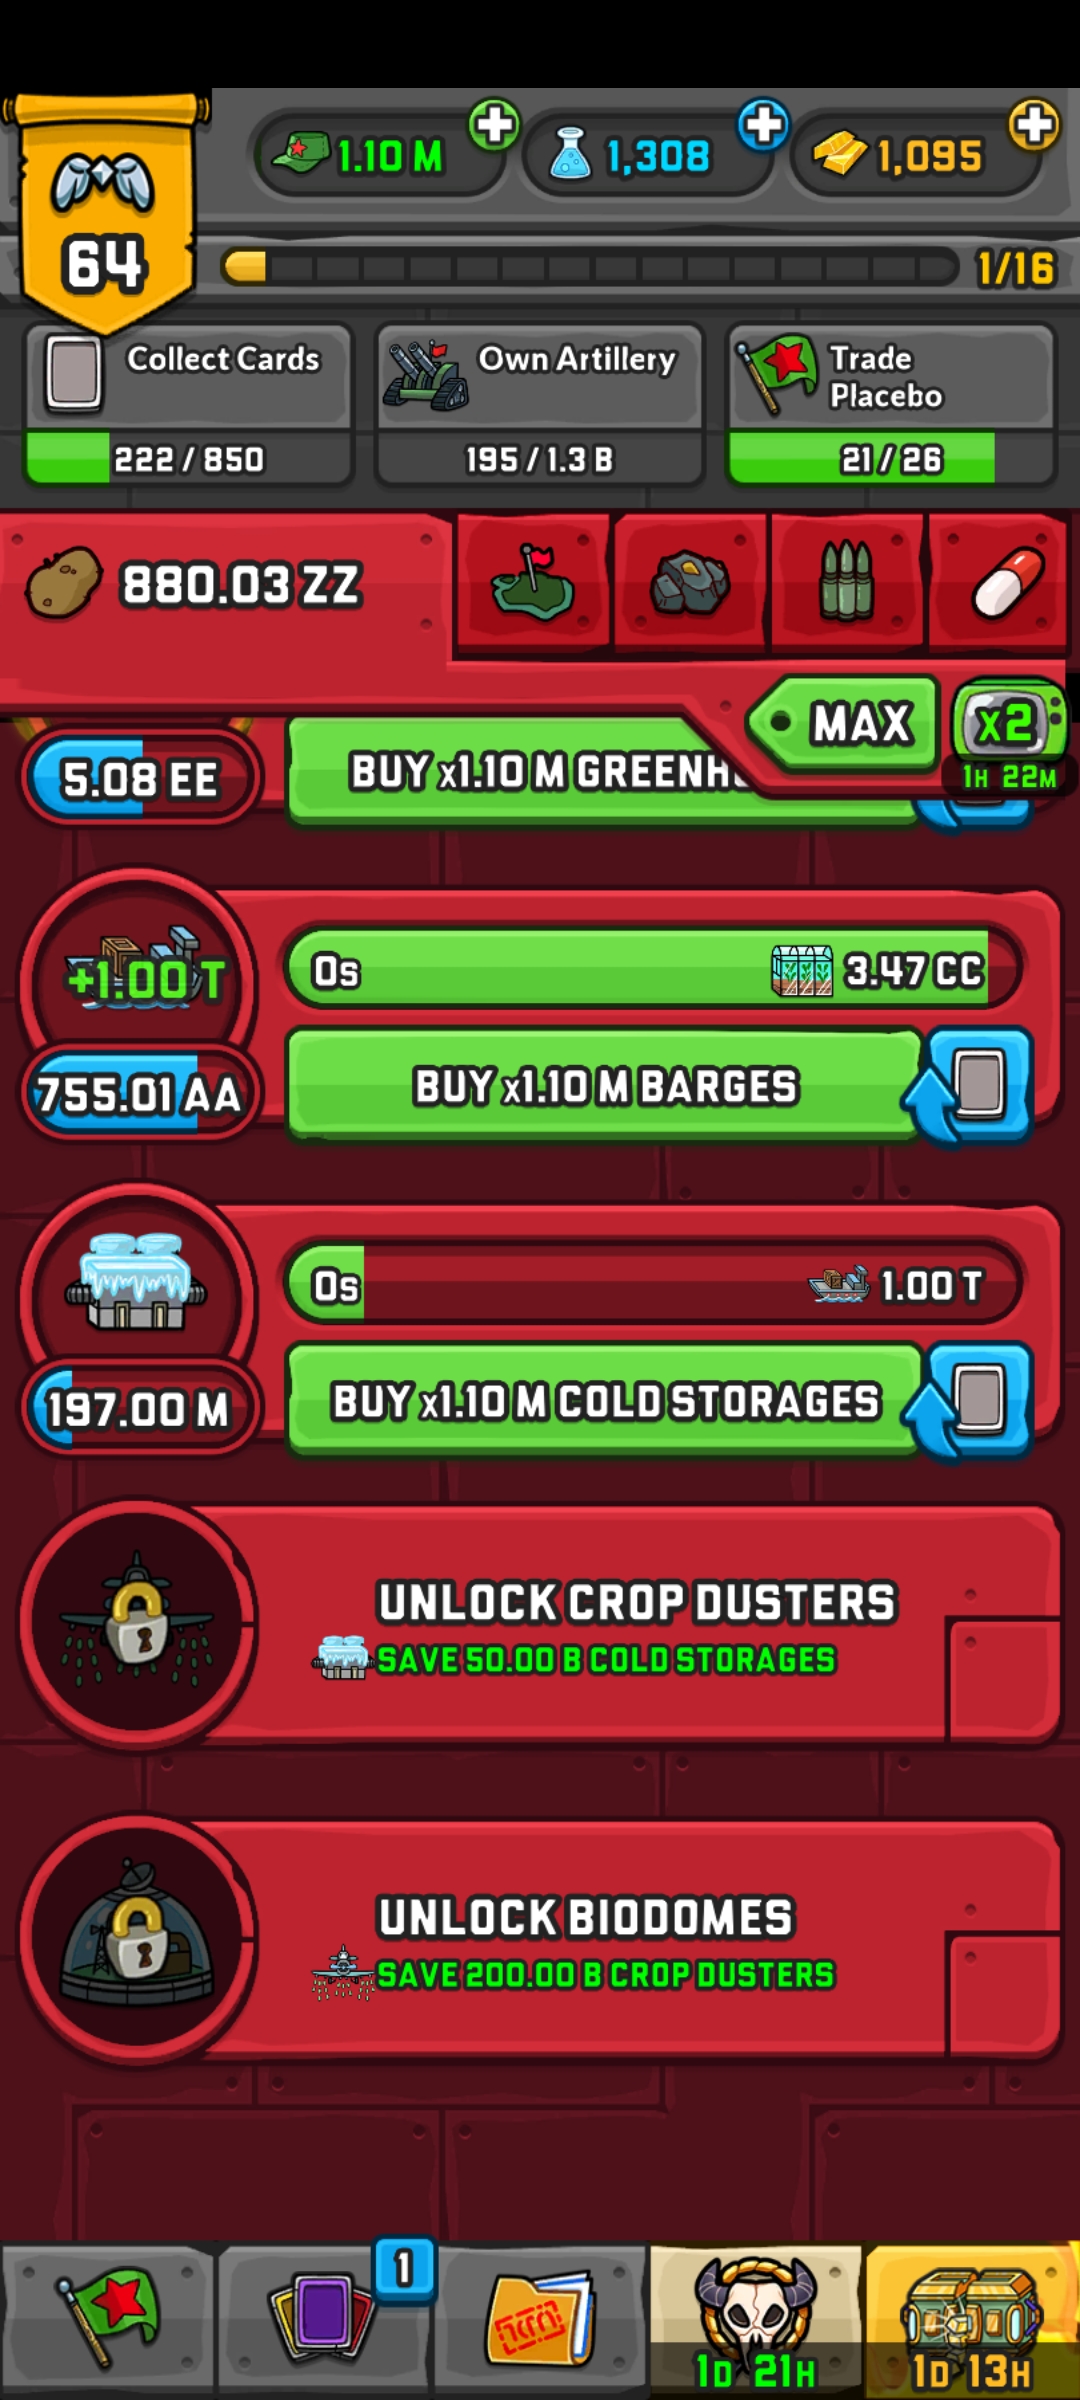 1.10 M
1,308
1,095
64
1/16
Collect Cards
222 / 850
Own Artillery
195 / 1.3 B
Trade
Placebo
21 / 26
880.03 ZZ
MAX
x2
1H 22M
5.08 EE
BUY x1.10 M GREENH
+1.00 T
0s
3.47 CC
755.01 AA
BUY x1.10 M BARGES
0s
1.00 T
197.00 M
BUY x1.10 M COLD STORAGES
UNLOCK CROP DUSTERS
SAVE 50.00 B COLD STORAGES
UNLOCK BIODOMES
SAVE 200.00 B CROP DUSTERS
1
1D 21H
1D 13H